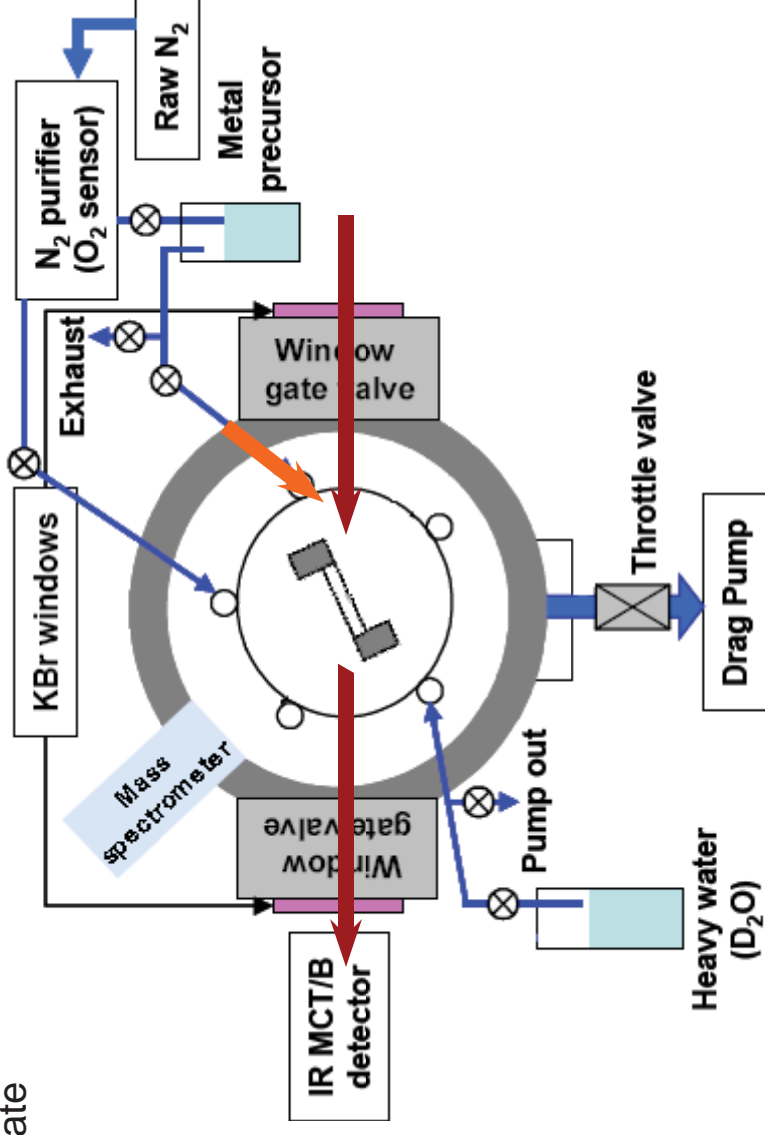 ate
Raw N₂
N₂ purifier
(O₂ sensor)
Metal
precursor
Exhaust
KBr windows
Window
gate valve
Mass
spectrometer
Window
gate valve
IR MCT/B
detector
Throttle valve
Drag Pump
Pump out
Heavy water
(D₂O)